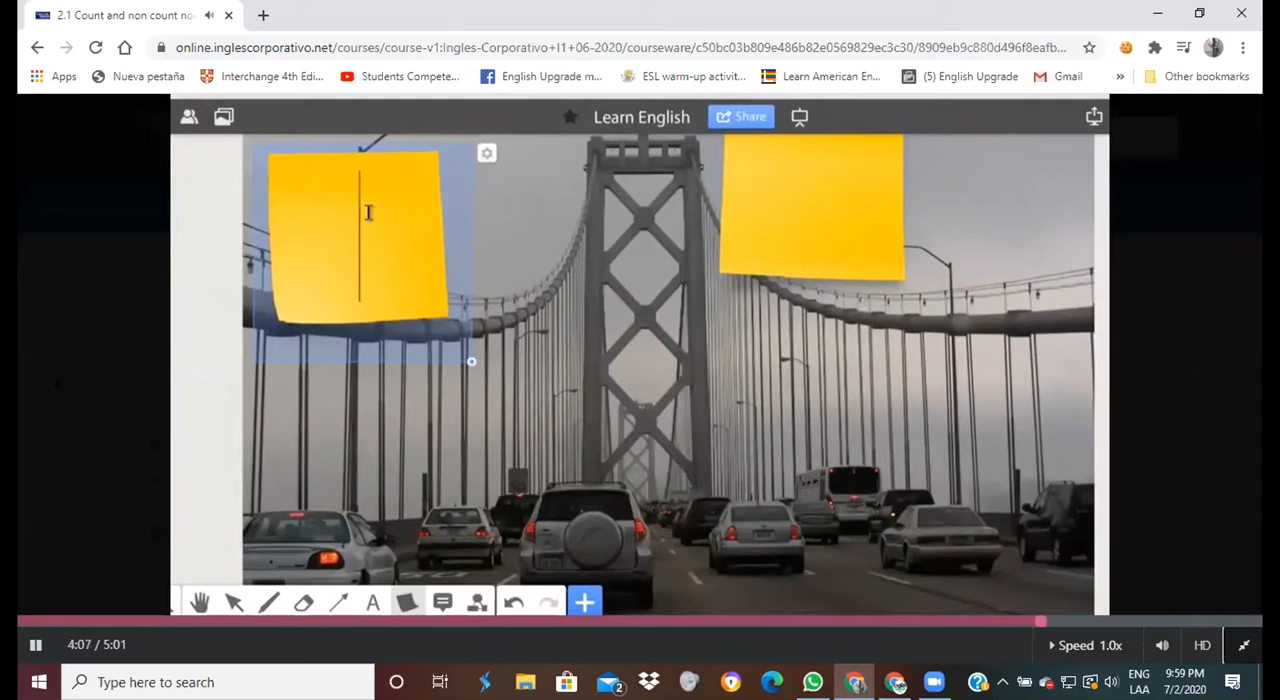 2.1 Count and non count no
online.inglescorporativo.net/courses/course-v1:Ingles-Corporativo+I1+06-2020/courseware/c50bc03b809e486b82e0569829ec3c30/8909eb9c880d496f8eafb...
Apps Nueva pestaña Interchange 4th Edi... Students Compete... English Upgrade m... ESL warm-up activit... Learn American En... (5) English Upgrade Gmail » Other bookmarks
Learn English Share
A
4:07 / 5:01 Speed 1.0x HD
Type here to search 2 ENG 9:59 PM
LAA 7/2/2020